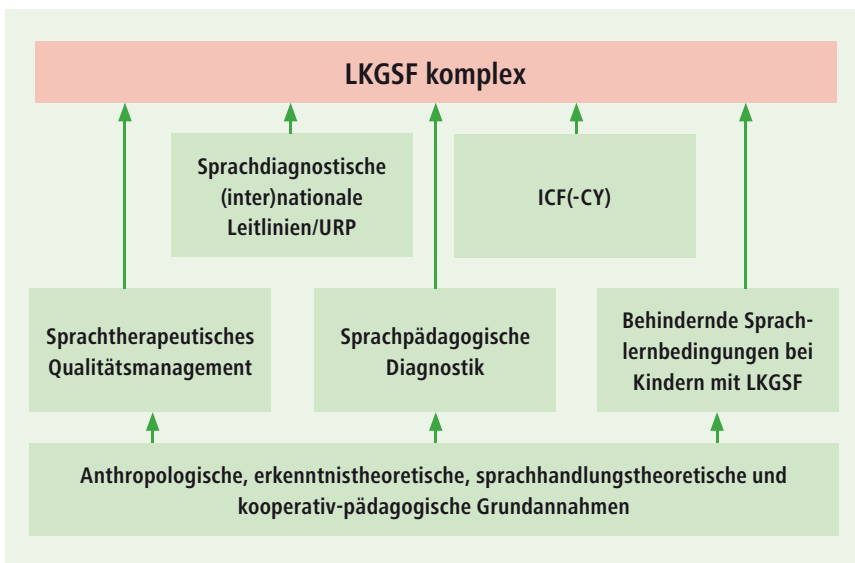 LKGSF komplex
Sprachdiagnostische
(inter)nationale
Leitlinien/URP
ICF(-CY)
Sprachtherapeutisches
Qualitätsmanagement
Sprachpädagogische
Diagnostik
Behindernde Sprach-
lernbedingungen bei
Kindern mit LKGSF
Anthropologische, erkenntnistheoretische, sprachhandlungstheoretische und
kooperativ-pädagogische Grundannahmen